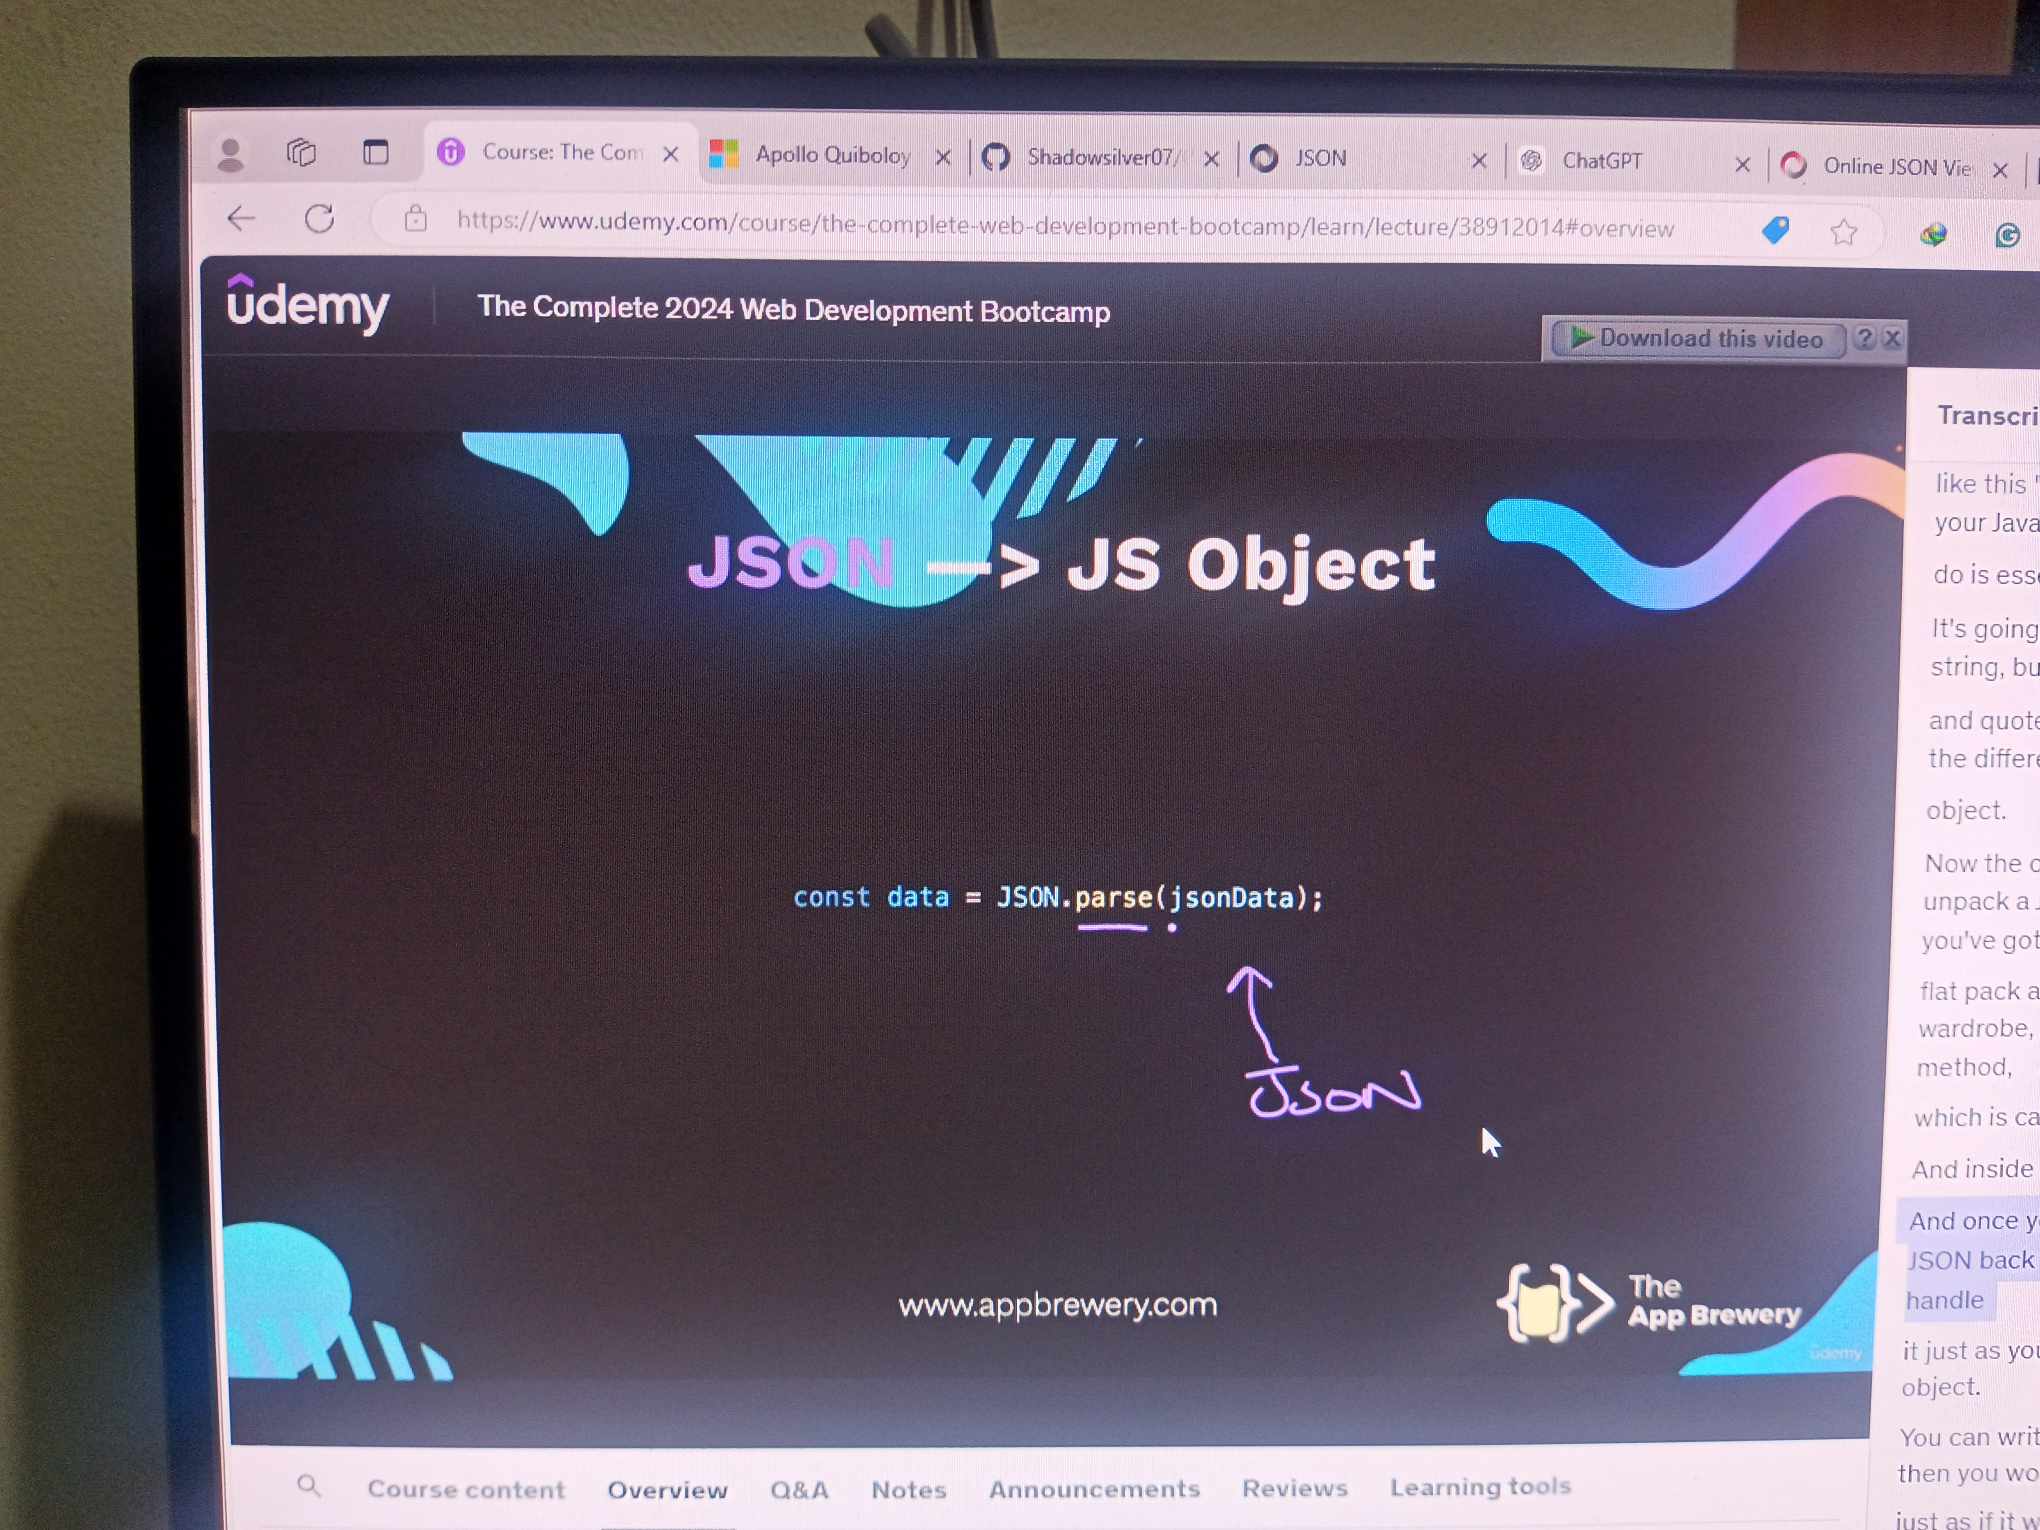 Course: The Com
Apollo Quiboloy
Shadowsilver07/
JSON
ChatGPT
Online JSON Vie
https://www.udemy.com/course/the-complete-web-development-bootcamp/learn/lecture/38912014#overview
udemy
The Complete 2024 Web Development Bootcamp
Download this video
?
X
JSON —> JS Object
const data = JSON.parse(jsonData);
JSON
www.appbrewery.com
The
App Brewery
udemy
Transcri
like this "
your Java
do is esse
It's going
string, bu
and quote
the differe
object.
Now the o
unpack a J
you've got
flat pack a
wardrobe,
method,
which is ca
And inside
And once y
JSON back
handle
it just as you
object.
You can writ
then you wo
just as if it w
Course content
Overview
Q&A
Notes
Announcements
Reviews
Learning tools